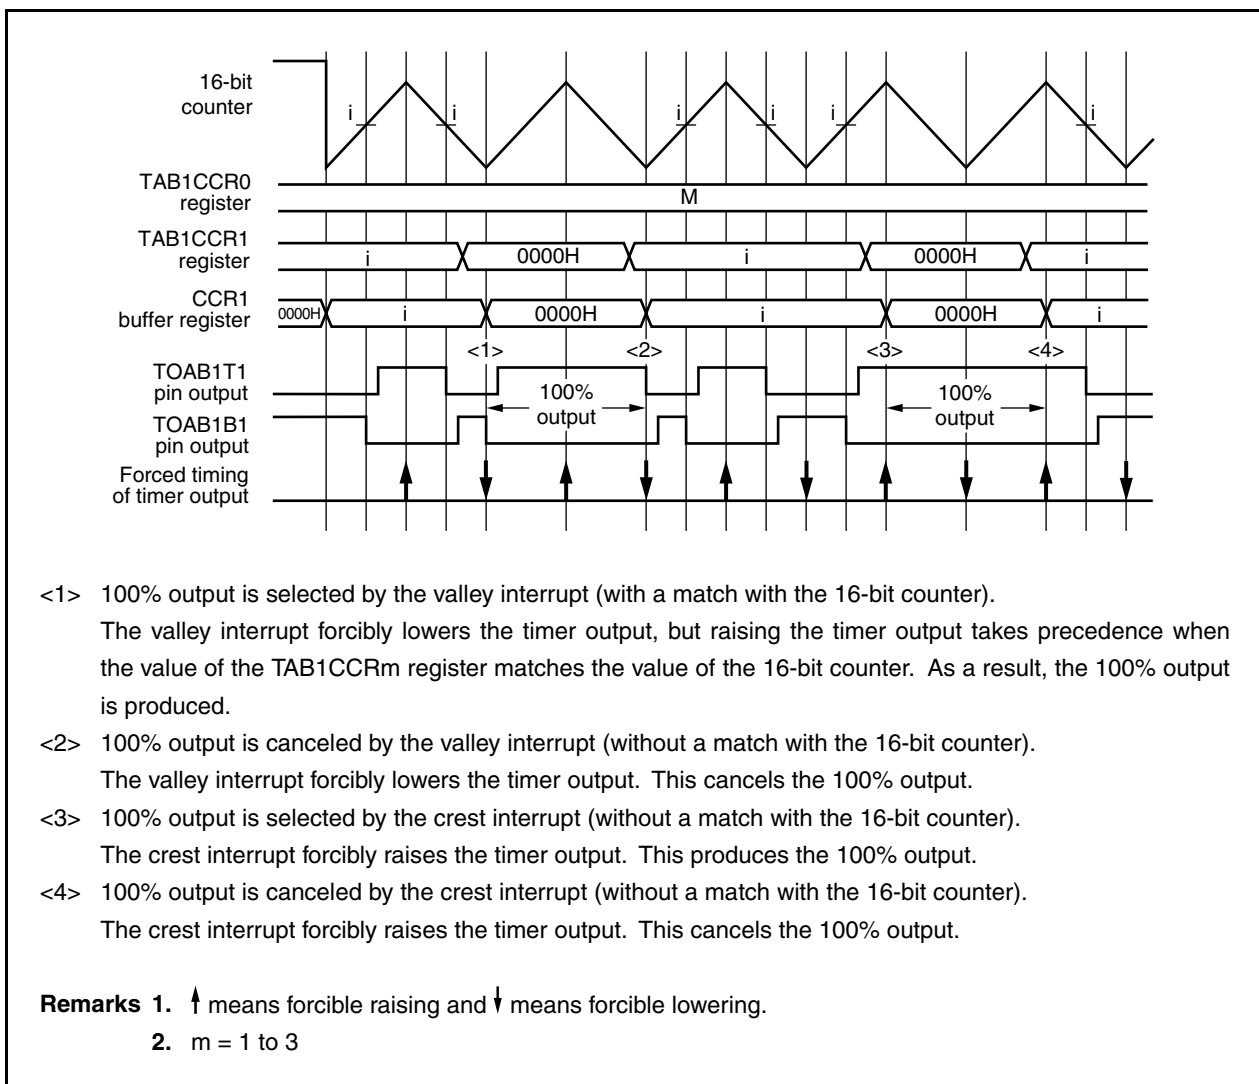 16-bit
counter
i i i i i i
TAB1CCR0
register
M
TAB1CCR1
register
i 0000H i 0000H i
CCR1
buffer register
0000H i 0000H i 0000H i
<1> <2> <3> <4>
TOAB1T1
pin output
100%
output
100%
output
TOAB1B1
pin output
Forced timing
of timer output
<1> 100% output is selected by the valley interrupt (with a match with the 16-bit counter).
The valley interrupt forcibly lowers the timer output, but raising the timer output takes precedence when
the value of the TAB1CCRm register matches the value of the 16-bit counter. As a result, the 100% output
is produced.
<2> 100% output is canceled by the valley interrupt (without a match with the 16-bit counter).
The valley interrupt forcibly lowers the timer output. This cancels the 100% output.
<3> 100% output is selected by the crest interrupt (without a match with the 16-bit counter).
The crest interrupt forcibly raises the timer output. This produces the 100% output.
<4> 100% output is canceled by the crest interrupt (without a match with the 16-bit counter).
The crest interrupt forcibly raises the timer output. This cancels the 100% output.
Remarks 1. ↑ means forcible raising and ↓ means forcible lowering.
2. m = 1 to 3